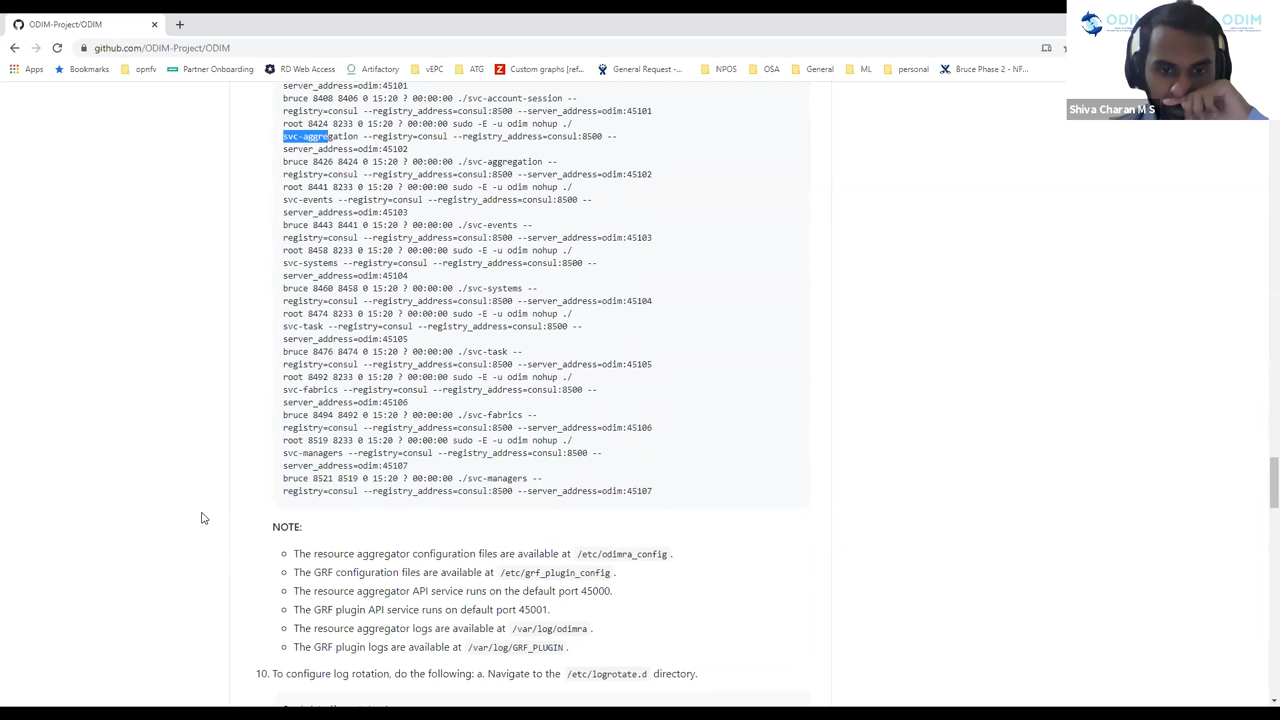 ODIM-Project/ODIM
github.com/ODIM-Project/ODIM
Apps Bookmarks opnfv Partner Onboarding RD Web Access Artifactory vEPC ATG Custom graphs [ref... General Request -... NPOS OSA General ML personal Bruce Phase 2 - NF...
ODIM
Shiva Charan M S
server_address=odim:45101
bruce 8408 8406 0 15:20 ? 00:00:00 ./svc-account-session --
registry=consul --registry_address=consul:8500 --server_address=odim:45101
root 8424 8233 0 15:20 ? 00:00:00 sudo -E -u odim nohup ./
svc-aggregation --registry=consul --registry_address=consul:8500 --
server_address=odim:45102
bruce 8426 8424 0 15:20 ? 00:00:00 ./svc-aggregation --
registry=consul --registry_address=consul:8500 --server_address=odim:45102
root 8441 8233 0 15:20 ? 00:00:00 sudo -E -u odim nohup ./
svc-events --registry=consul --registry_address=consul:8500 --
server_address=odim:45103
bruce 8443 8441 0 15:20 ? 00:00:00 ./svc-events --
registry=consul --registry_address=consul:8500 --server_address=odim:45103
root 8458 8233 0 15:20 ? 00:00:00 sudo -E -u odim nohup ./
svc-systems --registry=consul --registry_address=consul:8500 --
server_address=odim:45104
bruce 8460 8458 0 15:20 ? 00:00:00 ./svc-systems --
registry=consul --registry_address=consul:8500 --server_address=odim:45104
root 8474 8233 0 15:20 ? 00:00:00 sudo -E -u odim nohup ./
svc-task --registry=consul --registry_address=consul:8500 --
server_address=odim:45105
bruce 8476 8474 0 15:20 ? 00:00:00 ./svc-task --
registry=consul --registry_address=consul:8500 --server_address=odim:45105
root 8492 8233 0 15:20 ? 00:00:00 sudo -E -u odim nohup ./
svc-fabrics --registry=consul --registry_address=consul:8500 --
server_address=odim:45106
bruce 8494 8492 0 15:20 ? 00:00:00 ./svc-fabrics --
registry=consul --registry_address=consul:8500 --server_address=odim:45106
root 8519 8233 0 15:20 ? 00:00:00 sudo -E -u odim nohup ./
svc-managers --registry=consul --registry_address=consul:8500 --
server_address=odim:45107
bruce 8521 8519 0 15:20 ? 00:00:00 ./svc-managers --
registry=consul --registry_address=consul:8500 --server_address=odim:45107
NOTE:
The resource aggregator configuration files are available at /etc/odimra_config .
The GRF configuration files are available at /etc/grf_plugin_config .
The resource aggregator API service runs on the default port 45000.
The GRF plugin API service runs on default port 45001.
The resource aggregator logs are available at /var/log/odimra .
The GRF plugin logs are available at /var/log/GRF_PLUGIN .
10. To configure log rotation, do the following: a. Navigate to the /etc/logrotate.d directory.